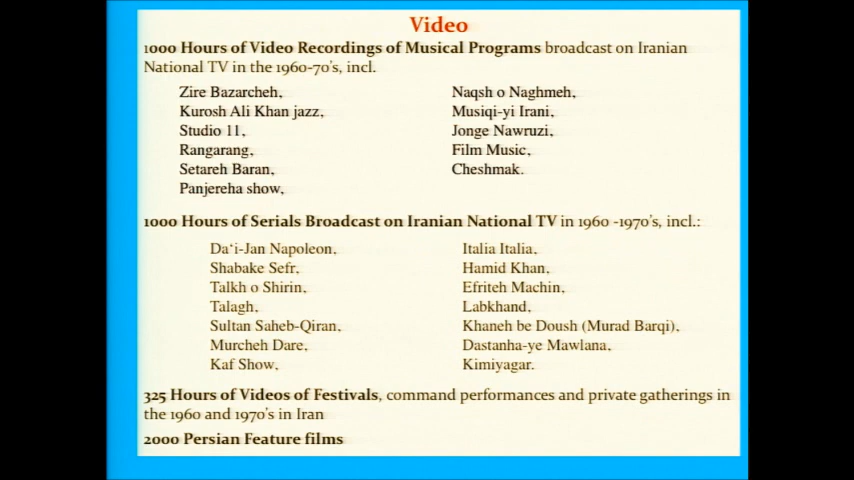 Video
1000 Hours of Video Recordings of Musical Programs broadcast on Iranian
National TV in the 1960-70's, incl.
Zire Bazarcheh,
Kurosh Ali Khan jazz,
Studio 11,
Rangarang,
Setareh Baran,
Panjereha show,
Naqsh o Naghmeh,
Musiqi-yi Irani,
Jonge Nawruzi,
Film Music,
Cheshmak.
1000 Hours of Serials Broadcast on Iranian National TV in 1960 -1970's, incl.:
Da‘i-Jan Napoleon,
Shabake Sefr,
Talkh o Shirin,
Talagh,
Sultan Saheb-Qiran,
Murcheh Dare,
Kaf Show,
Italia Italia,
Hamid Khan,
Efriteh Machin,
Labkhand,
Khaneh be Doush (Murad Barqi),
Dastanha-ye Mawlana,
Kimiyagar.
325 Hours of Videos of Festivals, command performances and private gatherings in
the 1960 and 1970's in Iran
2000 Persian Feature films